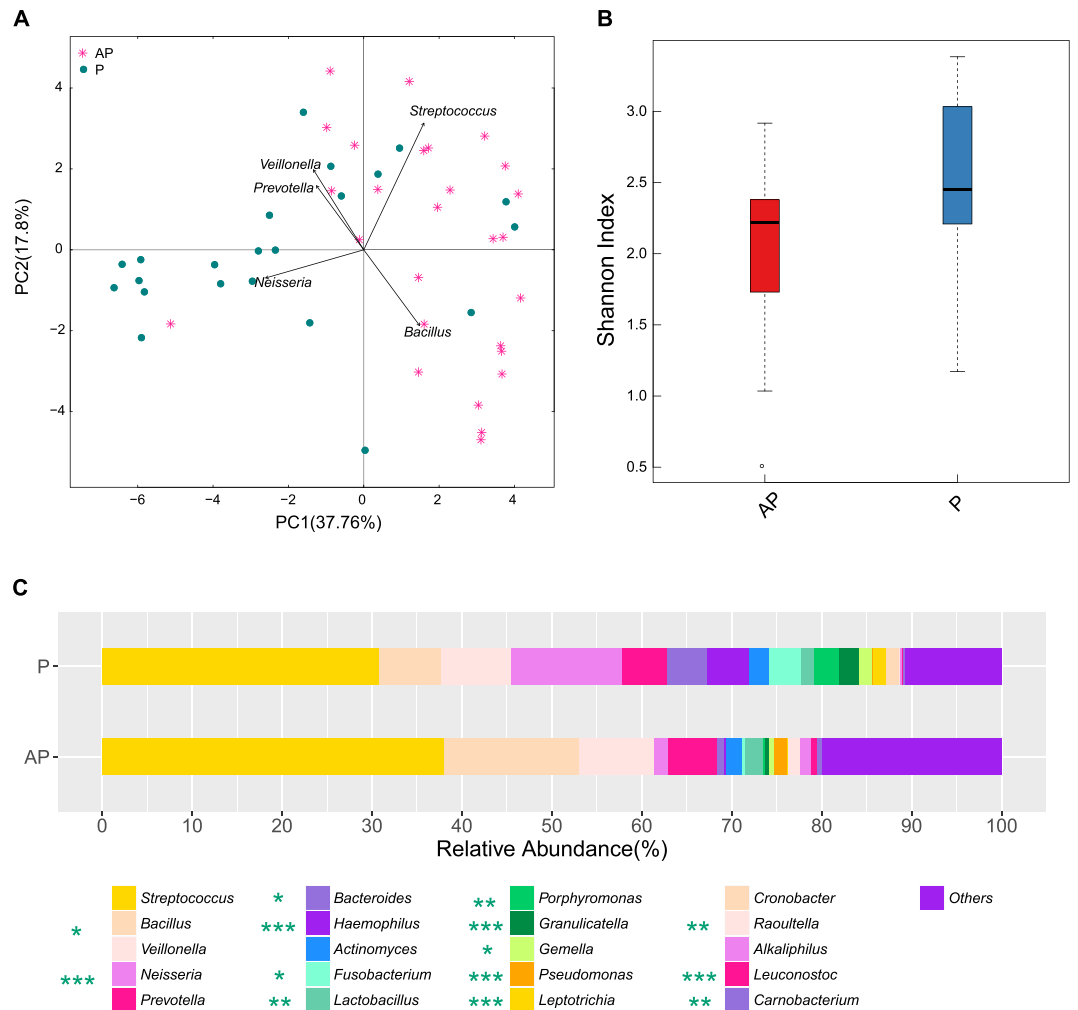 A
AP
P
Streptococcus
Veillonella
Prevotella
Neisseria
Bacillus
4
2
0
−2
−4
PC2(17.8%)
−6
−4
−2
0
2
4
PC1(37.76%)
B
3.0
2.5
2.0
1.5
1.0
0.5
Shannon Index
AP
P
C
P
AP
0 10 20 30 40 50 60 70 80 90 100
Relative Abundance(%)
Streptococcus
* Bacillus
Veillonella
*** Neisseria
Prevotella
* Bacteroides
*** Haemophilus
Actinomyces
* Fusobacterium
** Lactobacillus
** Porphyromonas
*** Granulicatella
* Gemella
*** Pseudomonas
*** Leptotrichia
Cronobacter
** Raoultella
Alkaliphilus
*** Leuconostoc
** Carnobacterium
Others